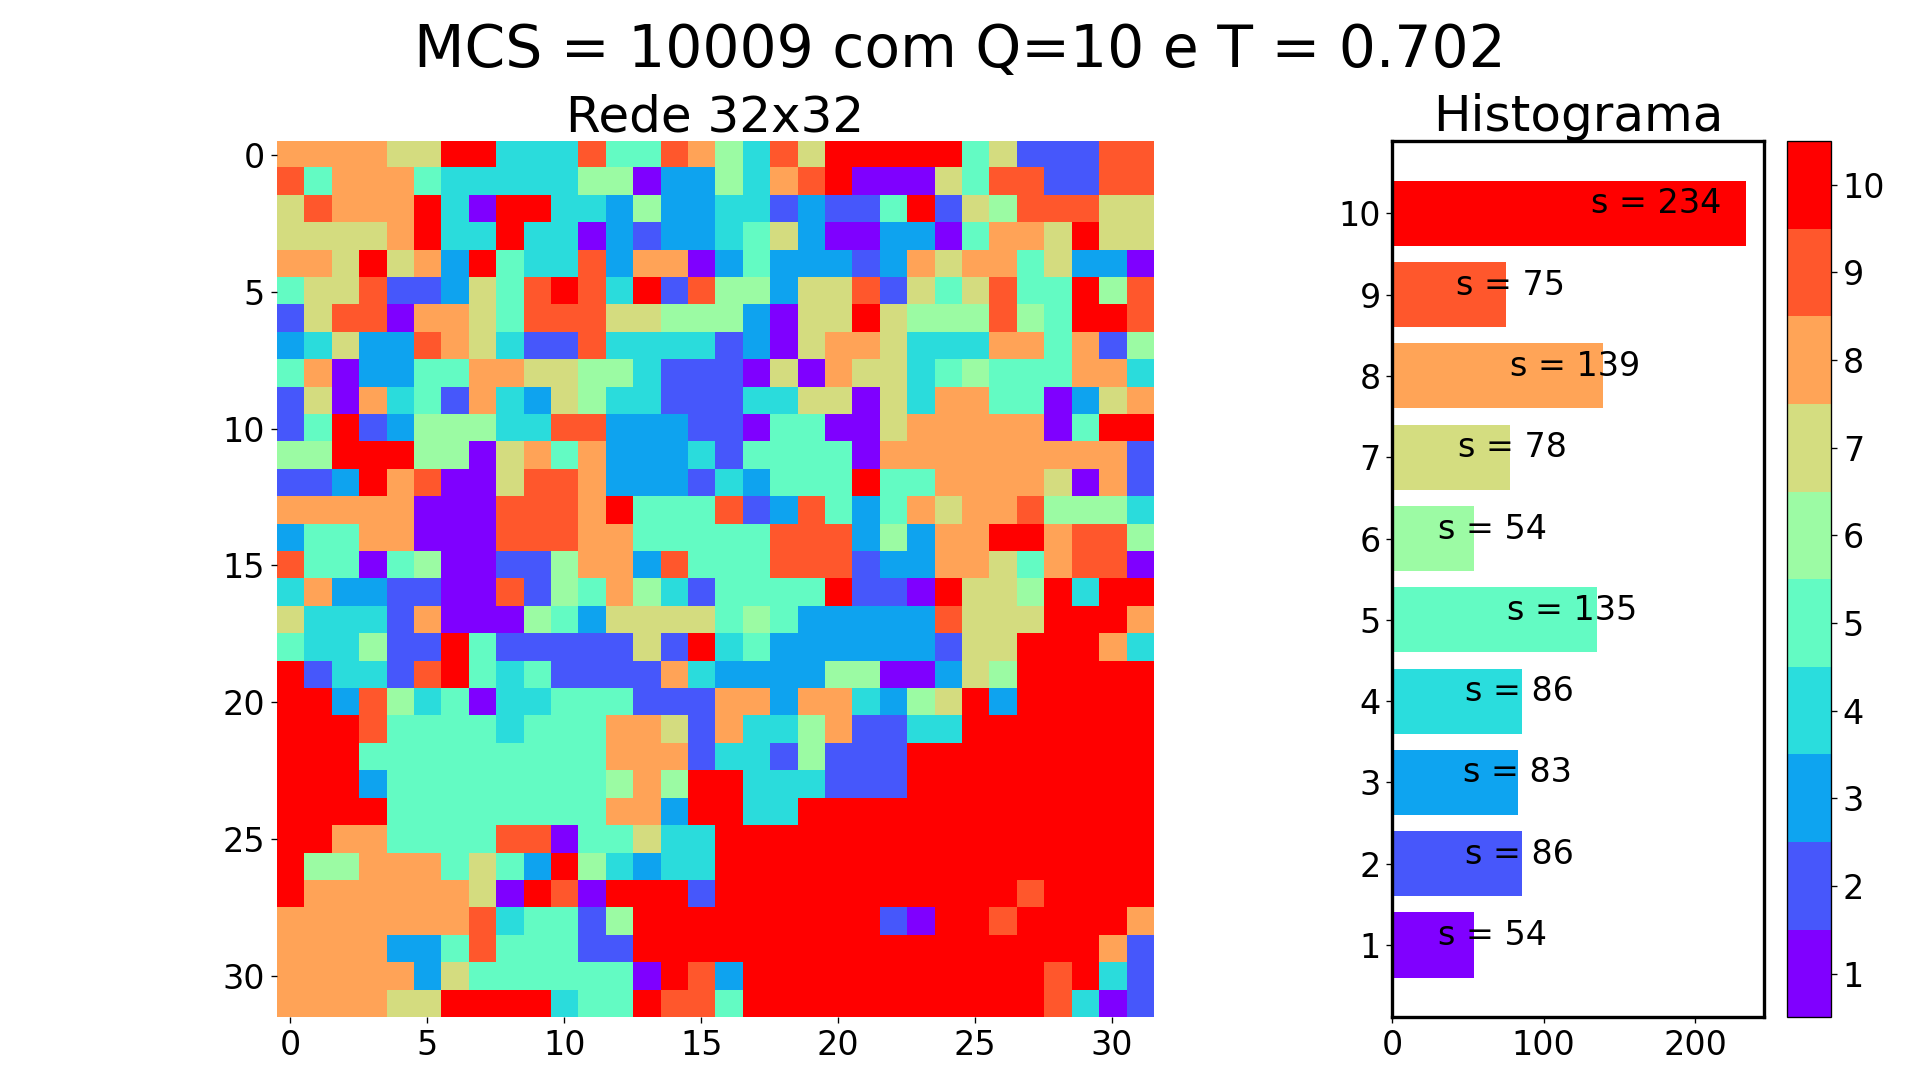 MCS = 10009 com Q=10 e T = 0.702
Rede 32x32
0
5
10
15
20
25
30
0 5 10 15 20 25 30
Histograma
10 s = 234
9 s = 75
8 s = 139
7 s = 78
6 s = 54
5 s = 135
4 s = 86
3 s = 83
2 s = 86
1 s = 54
0 100 200
10
9
8
7
6
5
4
3
2
1